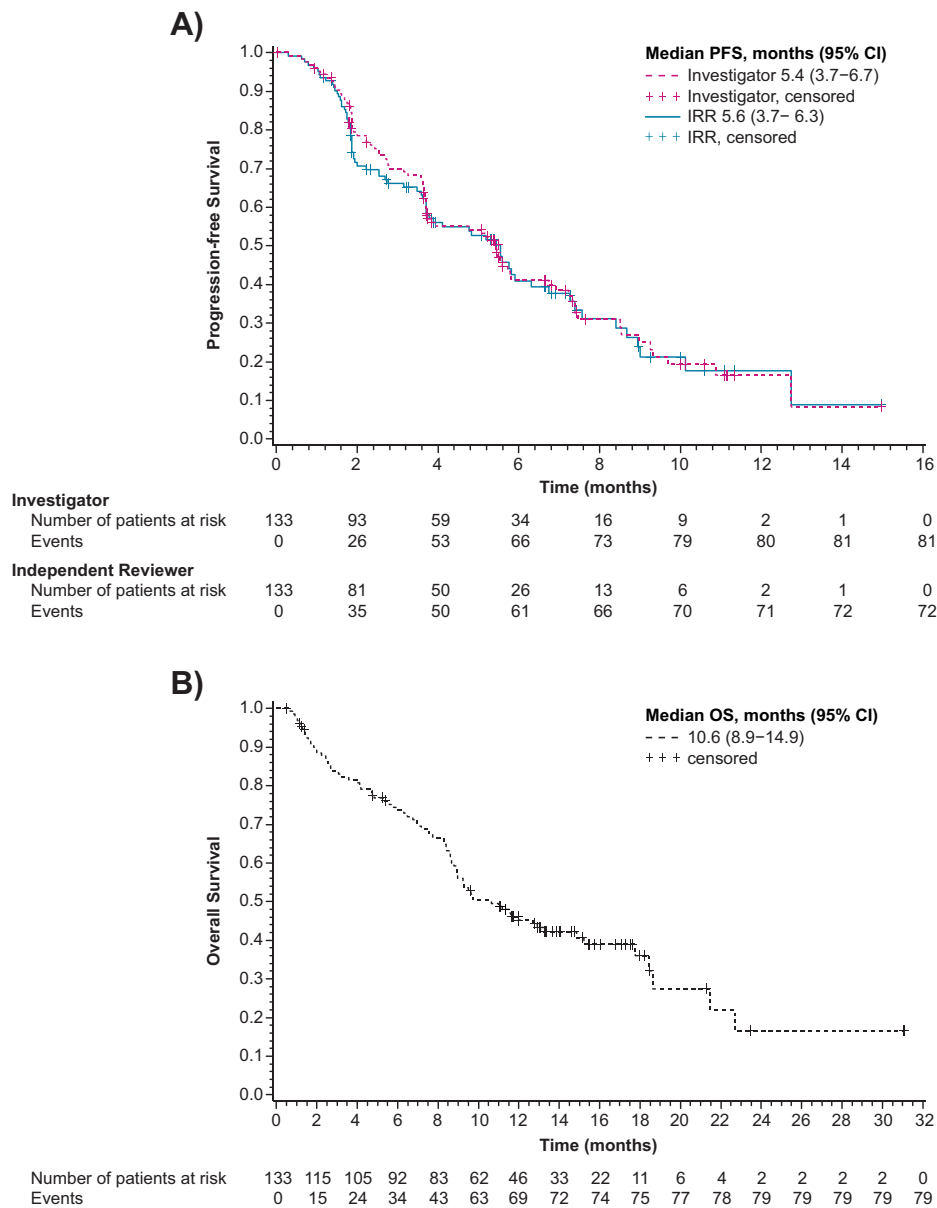 A)
Median PFS, months (95% CI)
Investigator 5.4 (3.7–6.7)
Investigator, censored
IRR 5.6 (3.7– 6.3)
IRR, censored
Progression-free Survival
1.0
0.9
0.8
0.7
0.6
0.5
0.4
0.3
0.2
0.1
0.0
0 2 4 6 8 10 12 14 16
Time (months)
Investigator
Number of patients at risk 133 93 59 34 16 9 2 1 0
Events 0 26 53 66 73 79 80 81 81
Independent Reviewer
Number of patients at risk 133 81 50 26 13 6 2 1 0
Events 0 35 50 61 66 70 71 72 72
B)
Median OS, months (95% CI)
10.6 (8.9–14.9)
censored
Overall Survival
1.0
0.9
0.8
0.7
0.6
0.5
0.4
0.3
0.2
0.1
0.0
0 2 4 6 8 10 12 14 16 18 20 22 24 26 28 30 32
Time (months)
Number of patients at risk 133 115 105 92 83 62 46 33 22 11 6 4 2 2 2 2 0
Events 0 15 24 34 43 63 69 72 74 75 77 78 79 79 79 79 79